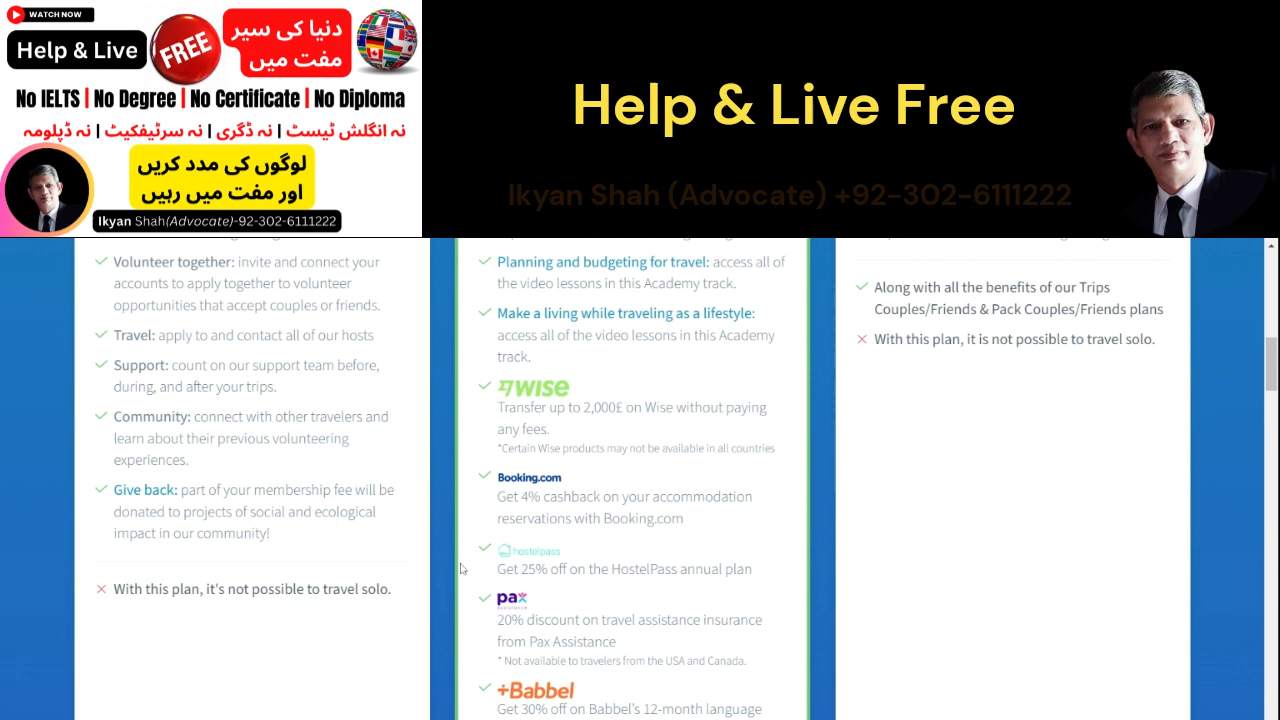 WATCH NOW
Help & Live
FREE
دنیا کی سیر
مفت میں
No IELTS | No Degree | No Certificate | No Diploma
نہ انگلش ٹیسٹ | نہ ڈگری | نہ سرٹیفکیٹ | نہ ڈپلومہ
لوگوں کی مدد کریں
اور مفت میں رہیں
Ikyan Shah(Advocate)-92-302-6111222
Help & Live Free
Ikyan Shah (Advocate) +92-302-6111222
Volunteer together: invite and connect your
accounts to apply together to volunteer
opportunities that accept couples or friends.
Travel: apply to and contact all of our hosts
Support: count on our support team before,
during, and after your trips.
Community: connect with other travelers and
learn about their previous volunteering
experiences.
Give back: part of your membership fee will be
donated to projects of social and ecological
impact in our community!
With this plan, it's not possible to travel solo.
Planning and budgeting for travel: access all of
the video lessons in this Academy track.
Make a living while traveling as a lifestyle:
access all of the video lessons in this Academy
track.
WISE
Transfer up to 2,000£ on Wise without paying
any fees.
*Certain Wise products may not be available in all countries
Booking.com
Get 4% cashback on your accommodation
reservations with Booking.com
hostelpass
Get 25% off on the HostelPass annual plan
pax
assistance
20% discount on travel assistance insurance
from Pax Assistance
* Not available to travelers from the USA and Canada.
+Babbel
Get 30% off on Babbel's 12-month language
Along with all the benefits of our Trips
Couples/Friends & Pack Couples/Friends plans
With this plan, it is not possible to travel solo.